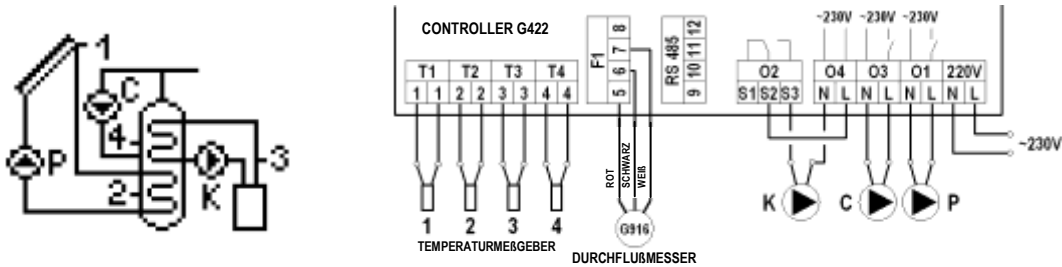 1
C
4
P
3
2
K
CONTROLLER G422
T1 T2 T3 T4
1 1 2 2 3 3 4 4
F1
5 6 7 8
RS 485
9 10 11 12
~230V ~230V ~230V
O2 O4 O3 O1 220V
S1 S2 S3 N L N L N L N L
~230V
ROT
SCHWARZ
WEIß
1 2 3 4
G916
K C P
TEMPERATURMEßGEBER
DURCHFLUßMESSER